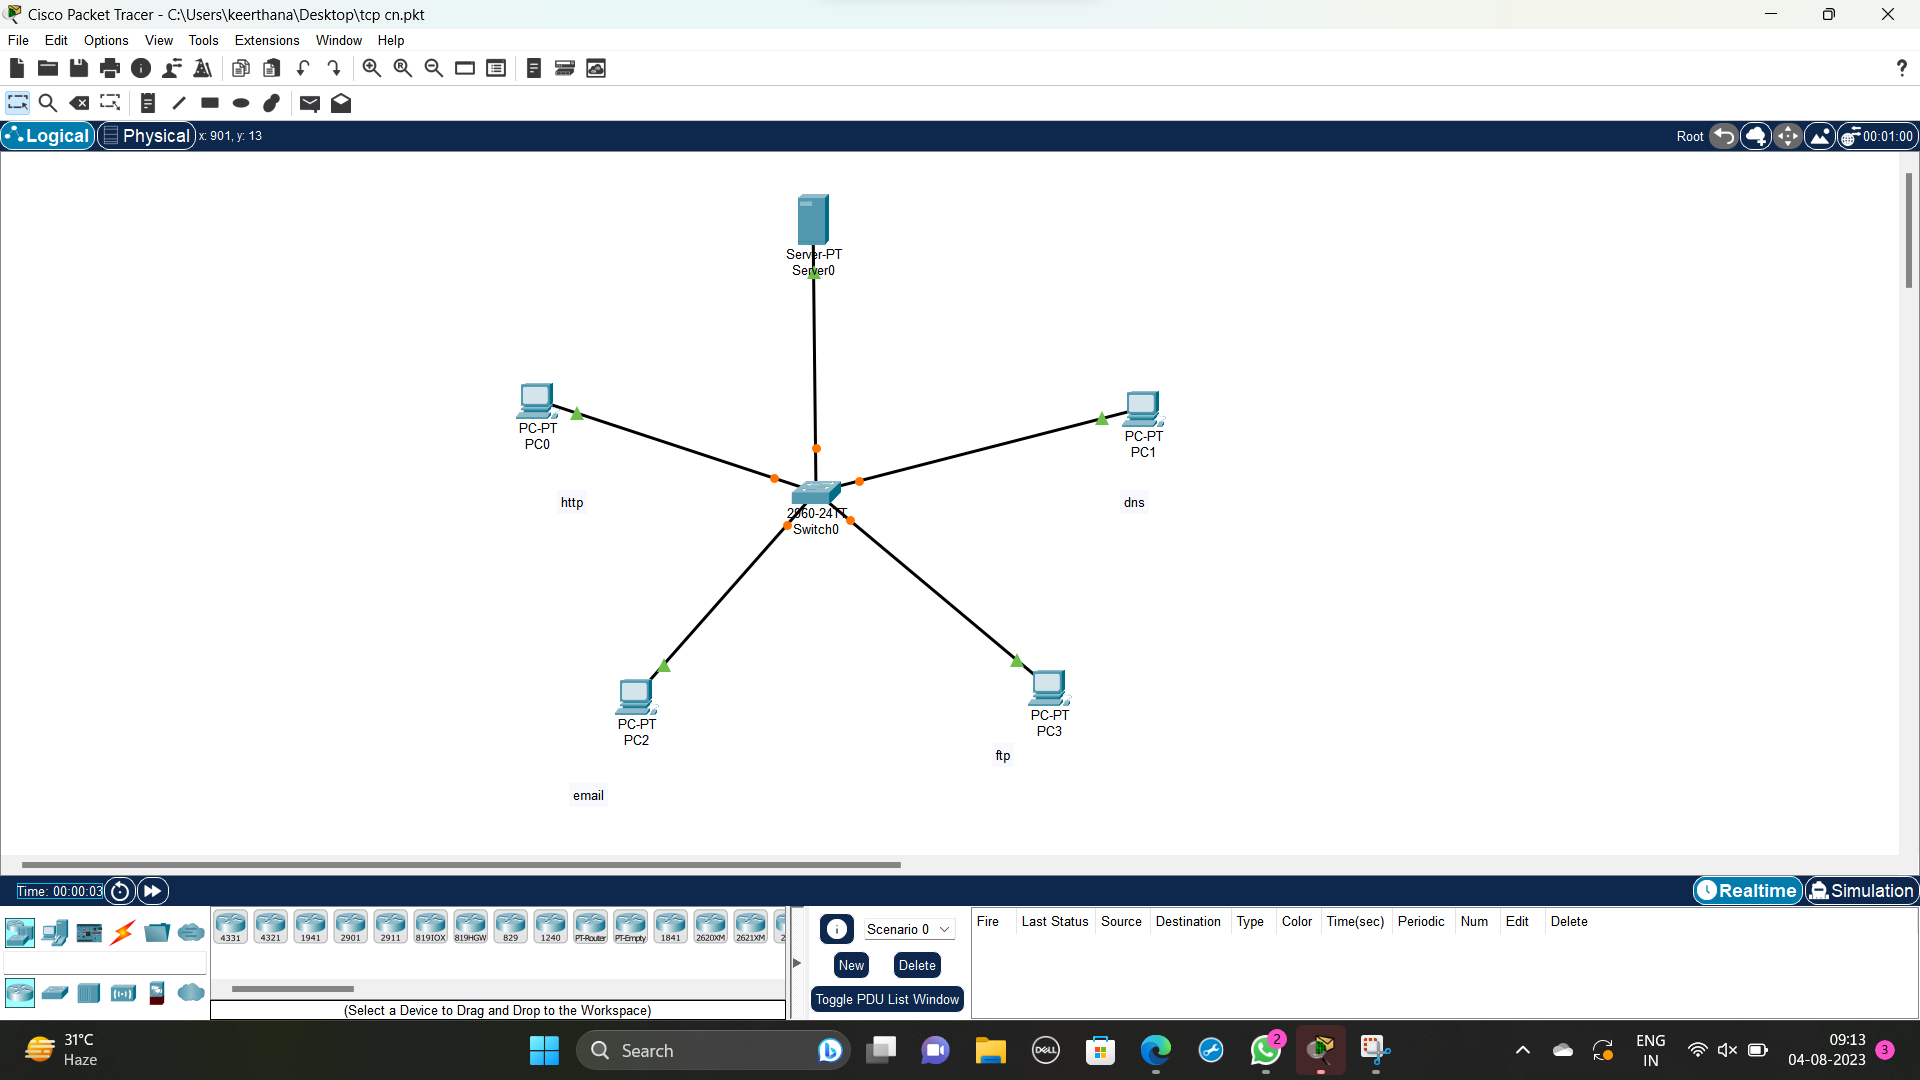 Cisco Packet Tracer - C:\Users\keerthana\Desktop\tcp cn.pkt
File Edit Options View Tools Extensions Window Help
?
Logical Physical x: 901, y: 13 Root 00:01:00
Server-PT
Server0
PC-PT
PC0
PC-PT
PC1
http
dns
2960-24TT
Switch0
PC-PT
PC2
PC-PT
PC3
ftp
email
Time: 00:00:03 Realtime Simulation
4331 4321 1941 2901 2911 819IOX 819HGW 829 1240 PT-Router PT-Empty 1841 2620XM 2621XM 2
Scenario 0
New Delete
Toggle PDU List Window
Fire Last Status Source Destination Type Color Time(sec) Periodic Num Edit Delete
(Select a Device to Drag and Drop to the Workspace)
31°C
Haze
Search
DELL
2
ENG
IN
09:13
04-08-2023
3